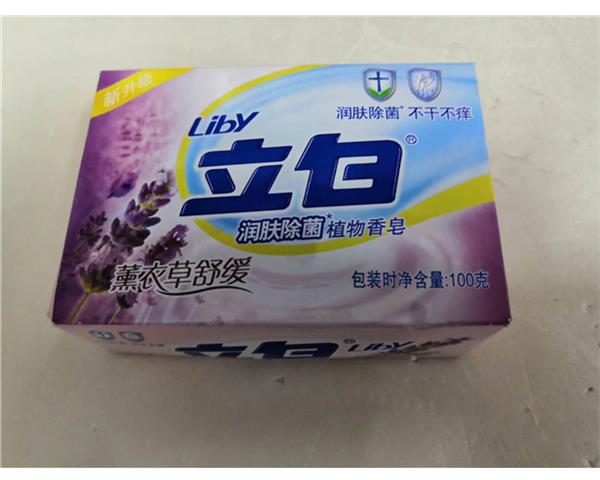 新升级
润肤除菌* 不干不痒
Liby
立白®
润肤除菌*植物香皂
薰衣草舒缓
包装时净含量:100克
立白® Liby